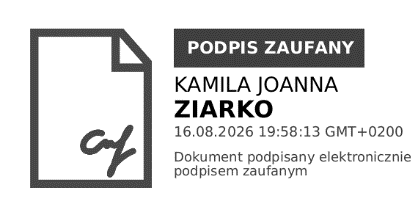 PODPIS ZAUFANY
KAMILA JOANNA
ZIARKO
16.08.2026 19:58:13 GMT+0200
Dokument podpisany elektronicznie
podpisem zaufanym